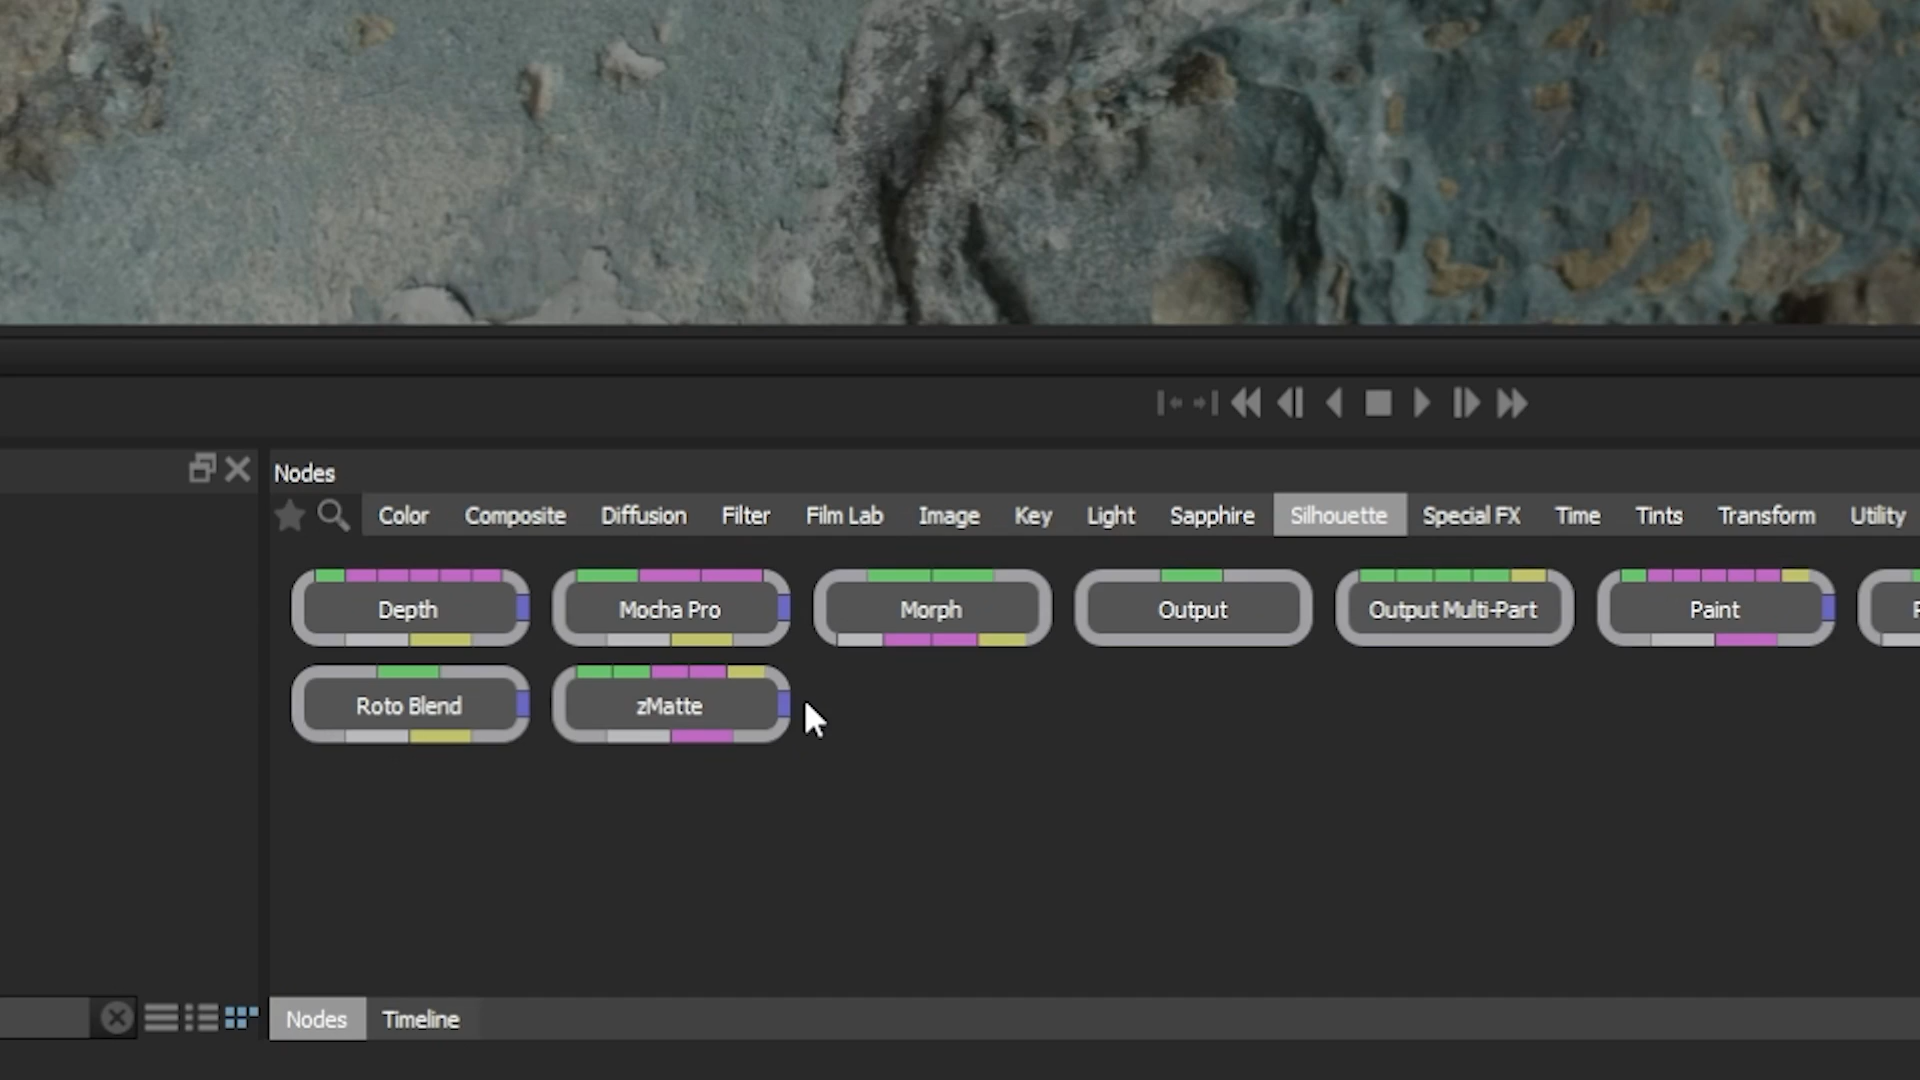 Nodes
Color Composite Diffusion Filter Film Lab Image Key Light Sapphire Silhouette Special FX Time Tints Transform Utility
Depth Mocha Pro Morph Output Output Multi-Part Paint
Roto Blend zMatte
Nodes Timeline